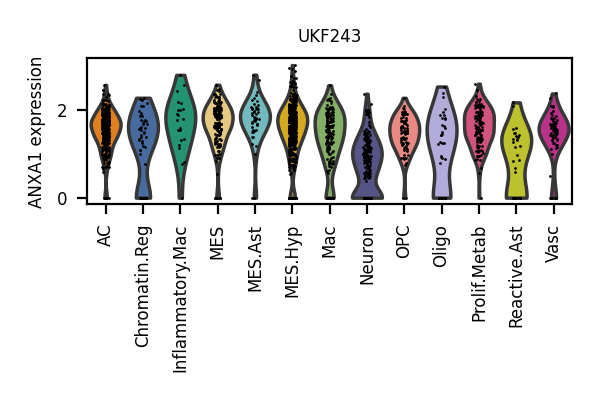 UKF243
ANXA1 expression
2
0
AC
Chromatin.Reg
Inflammatory.Mac
MES
MES.Ast
MES.Hyp
Mac
Neuron
OPC
Oligo
Prolif.Metab
Reactive.Ast
Vasc